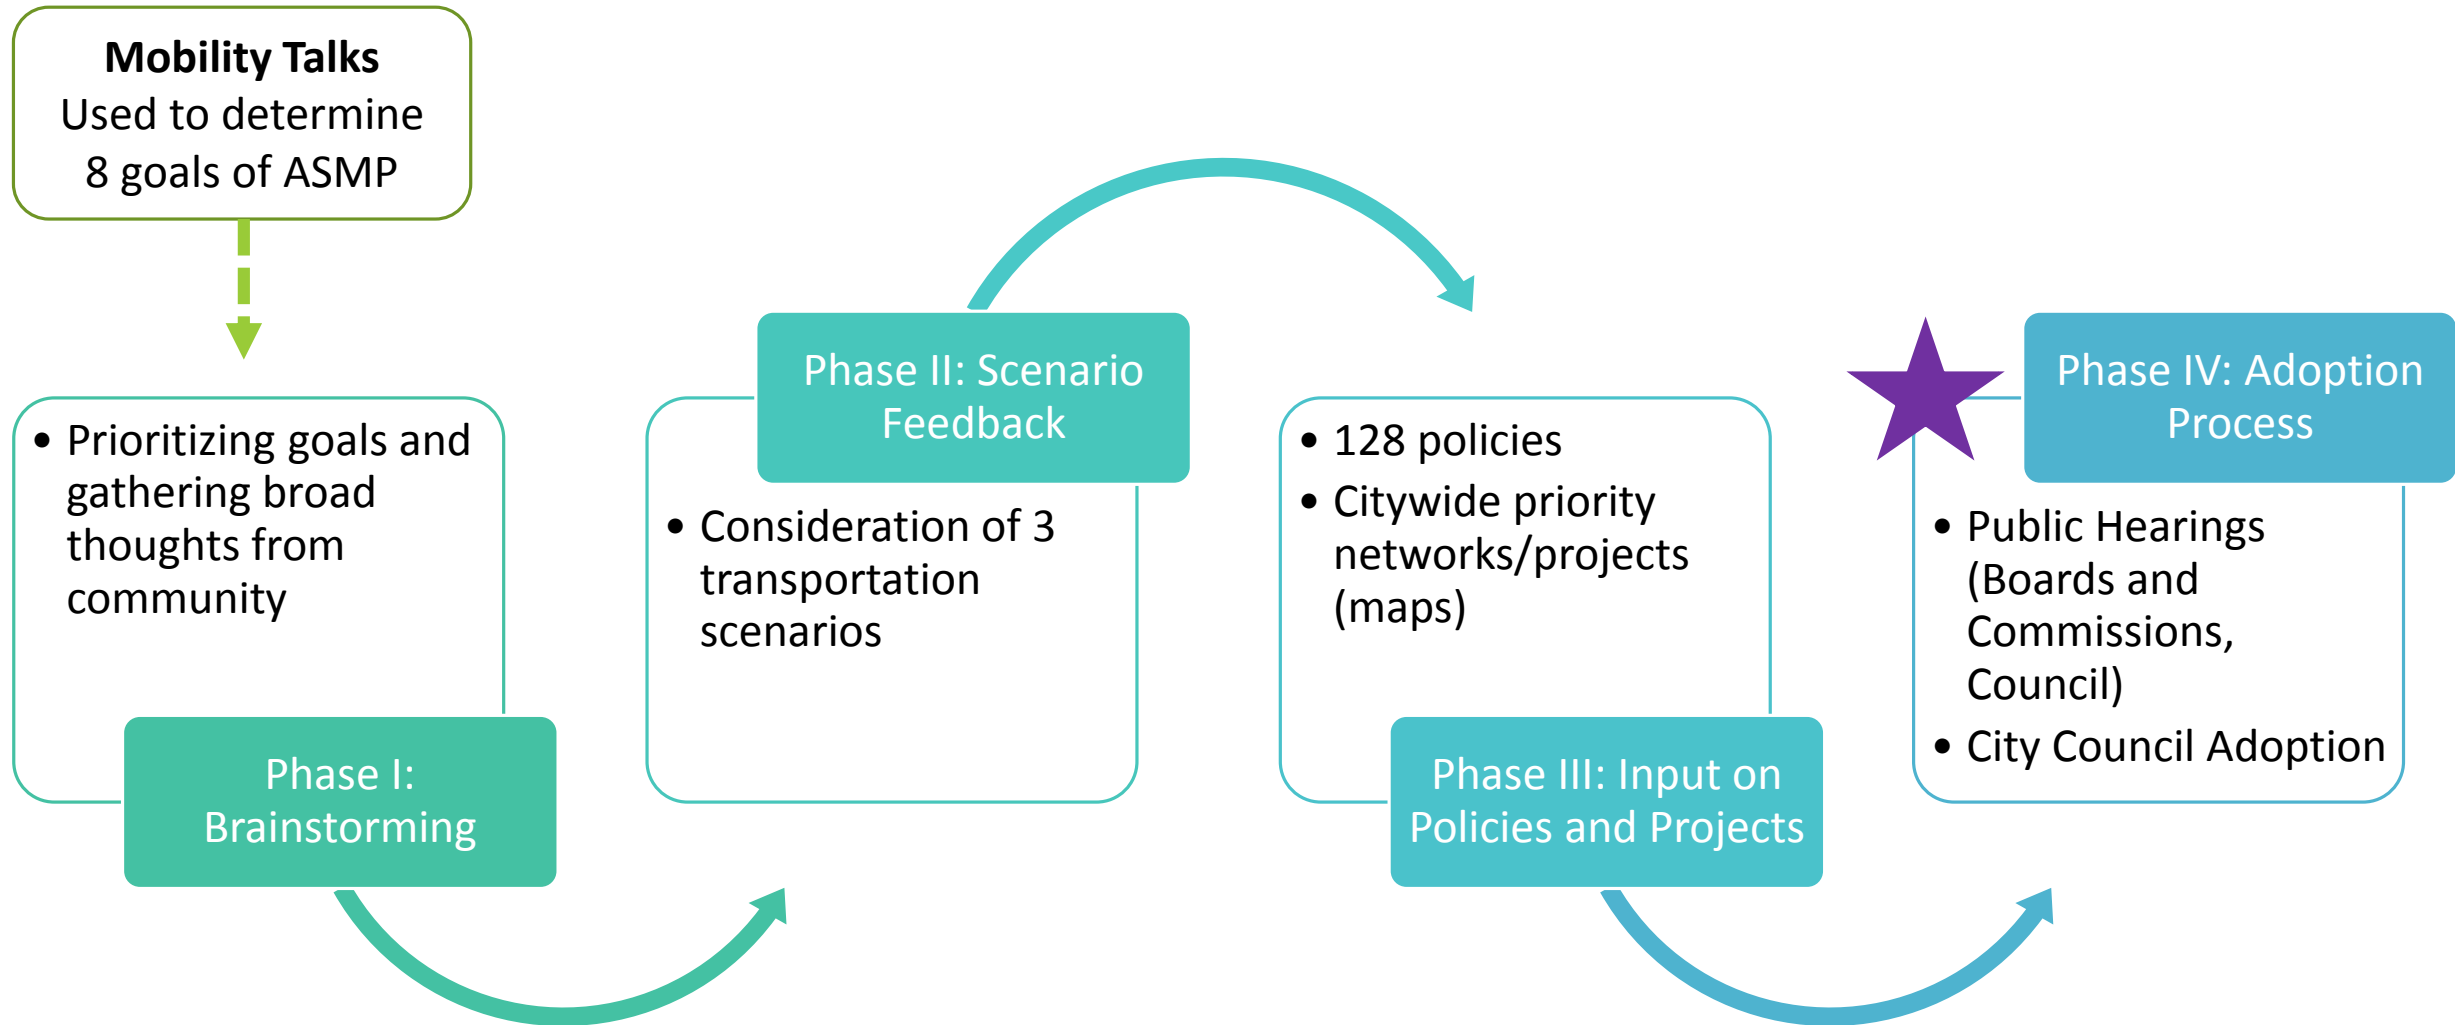 Mobility Talks
Used to determine
8 goals of ASMP
• Prioritizing goals and
gathering broad
thoughts from
community
Phase I:
Brainstorming
Phase II: Scenario
Feedback
• Consideration of 3
transportation
scenarios
• 128 policies
• Citywide priority
networks/projects
(maps)
Phase III: Input on
Policies and Projects
Phase IV: Adoption
Process
• Public Hearings
(Boards and
Commissions,
Council)
• City Council Adoption